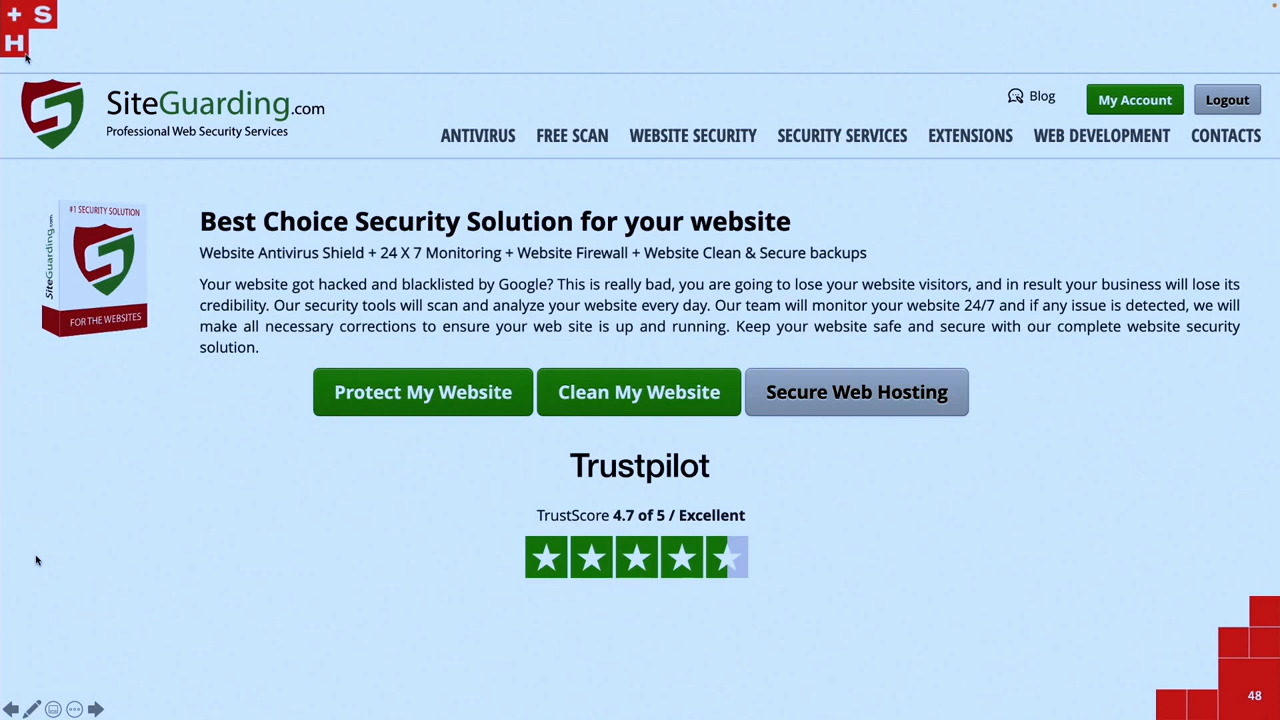 + S
H
SiteGuarding.com
Professional Web Security Services
Blog
My Account
Logout
ANTIVIRUS FREE SCAN WEBSITE SECURITY SECURITY SERVICES EXTENSIONS WEB DEVELOPMENT CONTACTS
#1 SECURITY SOLUTION
SiteGuarding.com
FOR THE WEBSITES
Best Choice Security Solution for your website
Website Antivirus Shield + 24 X 7 Monitoring + Website Firewall + Website Clean & Secure backups
Your website got hacked and blacklisted by Google? This is really bad, you are going to lose your website visitors, and in result your business will lose its
credibility. Our security tools will scan and analyze your website every day. Our team will monitor your website 24/7 and if any issue is detected, we will
make all necessary corrections to ensure your web site is up and running. Keep your website safe and secure with our complete website security
solution.
Protect My Website
Clean My Website
Secure Web Hosting
Trustpilot
TrustScore 4.7 of 5 / Excellent
48